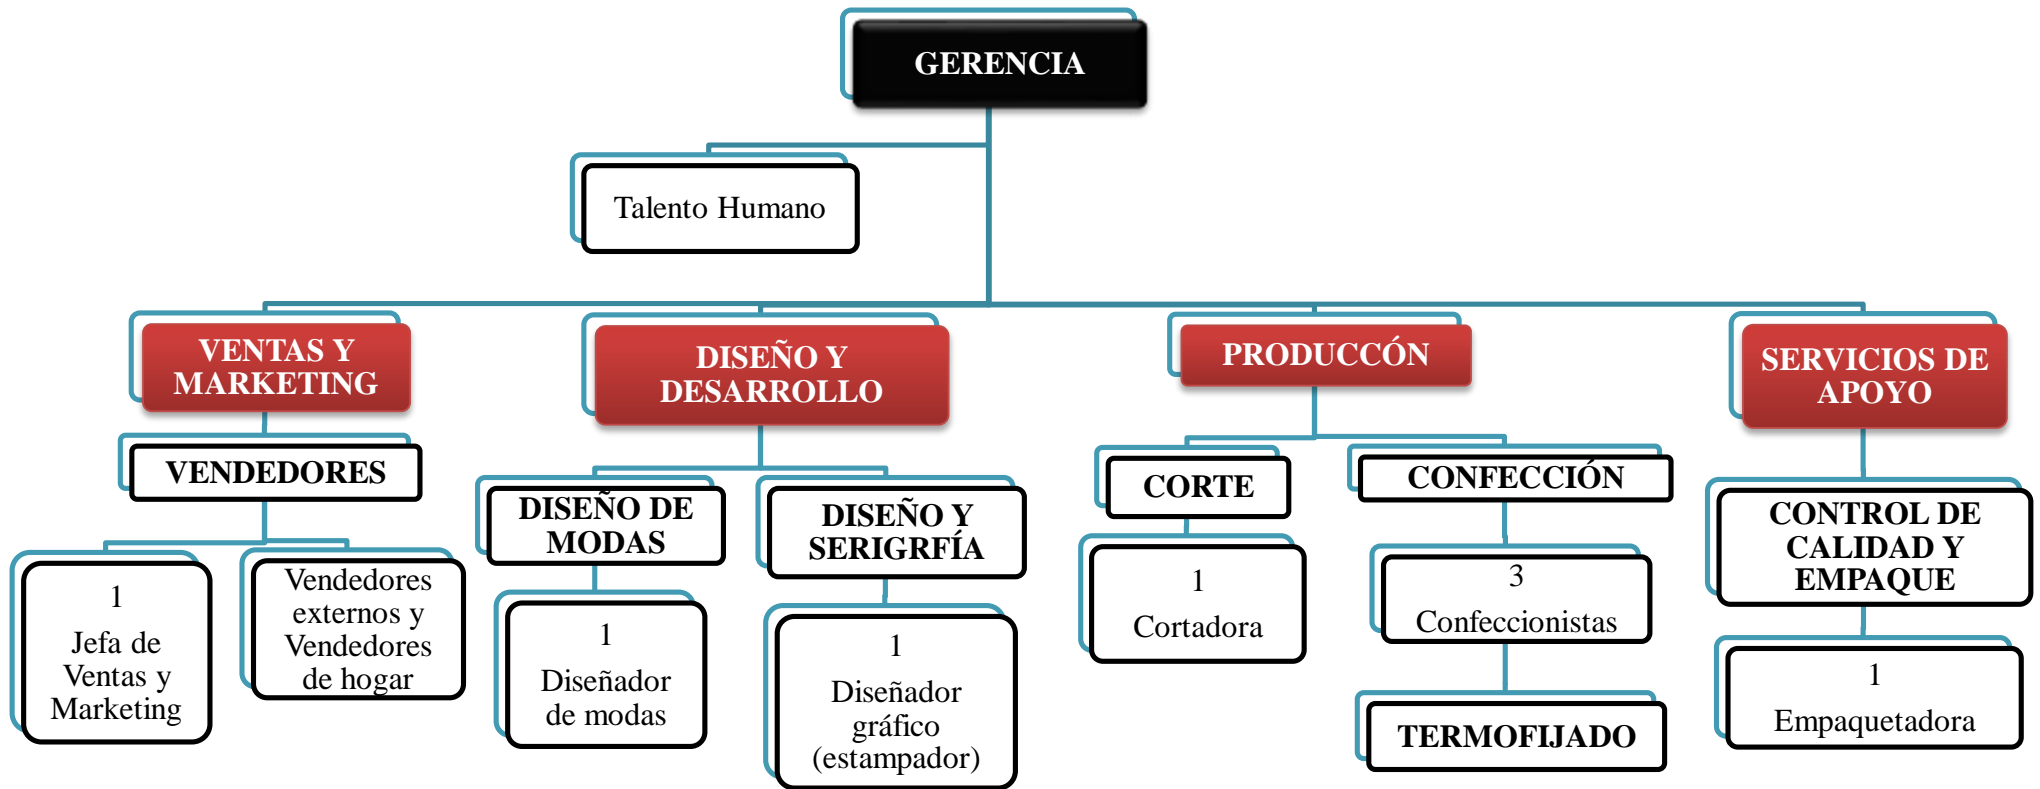 GERENCIA
Talento Humano
VENTAS Y
MARKETING
DISEÑO Y
DESARROLLO
PRODUCCÓN
SERVICIOS DE
APOYO
VENDEDORES
DISEÑO DE
MODAS
DISEÑO Y
SERIGRFÍA
CORTE
CONFECCIÓN
CONTROL DE
CALIDAD Y
EMPAQUE
1
Jefa de
Ventas y
Marketing
Vendedores
externos y
Vendedores
de hogar
1
Diseñador
de modas
1
Diseñador
gráfico
(estampador)
1
Cortadora
3
Confeccionistas
TERMOFIJADO
1
Empaquetadora